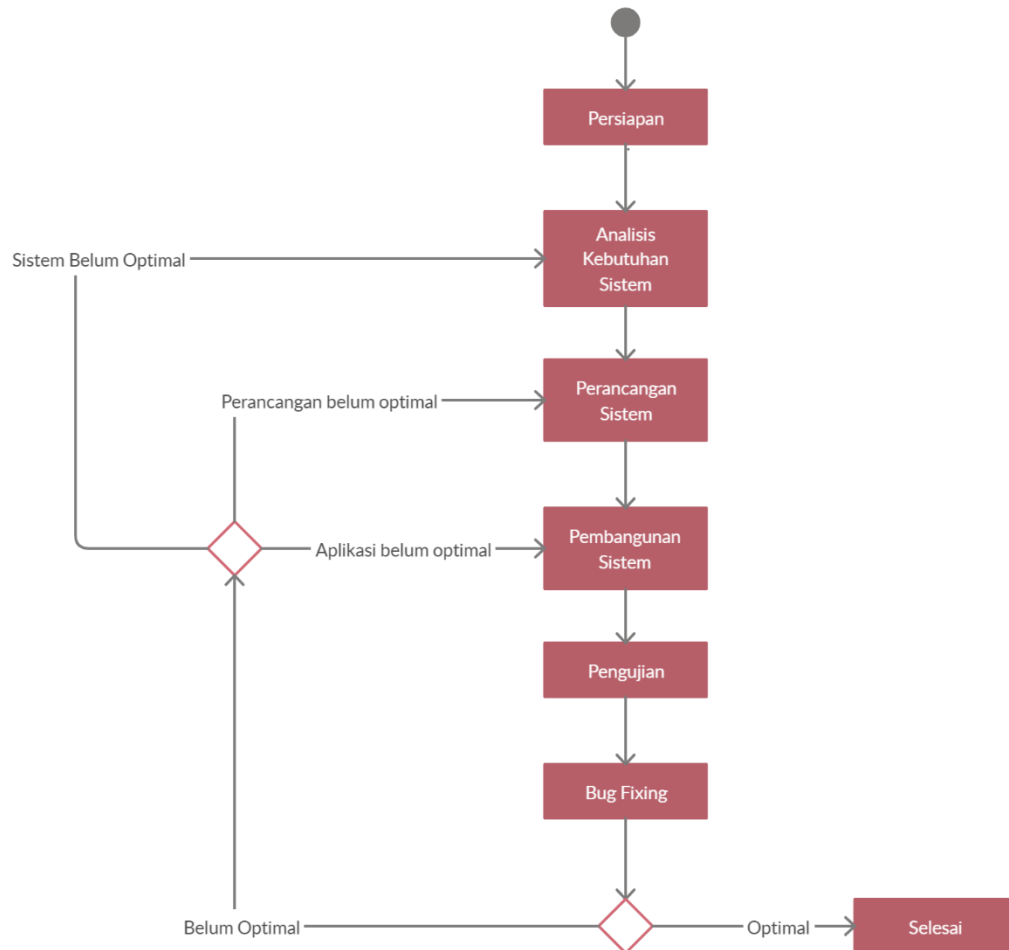 Persiapan
Analisis
Kebutuhan
Sistem
Sistem Belum Optimal
Perancangan
Sistem
Perancangan belum optimal
Pembangunan
Sistem
Aplikasi belum optimal
Pengujian
Bug Fixing
Belum Optimal
Optimal
Selesai